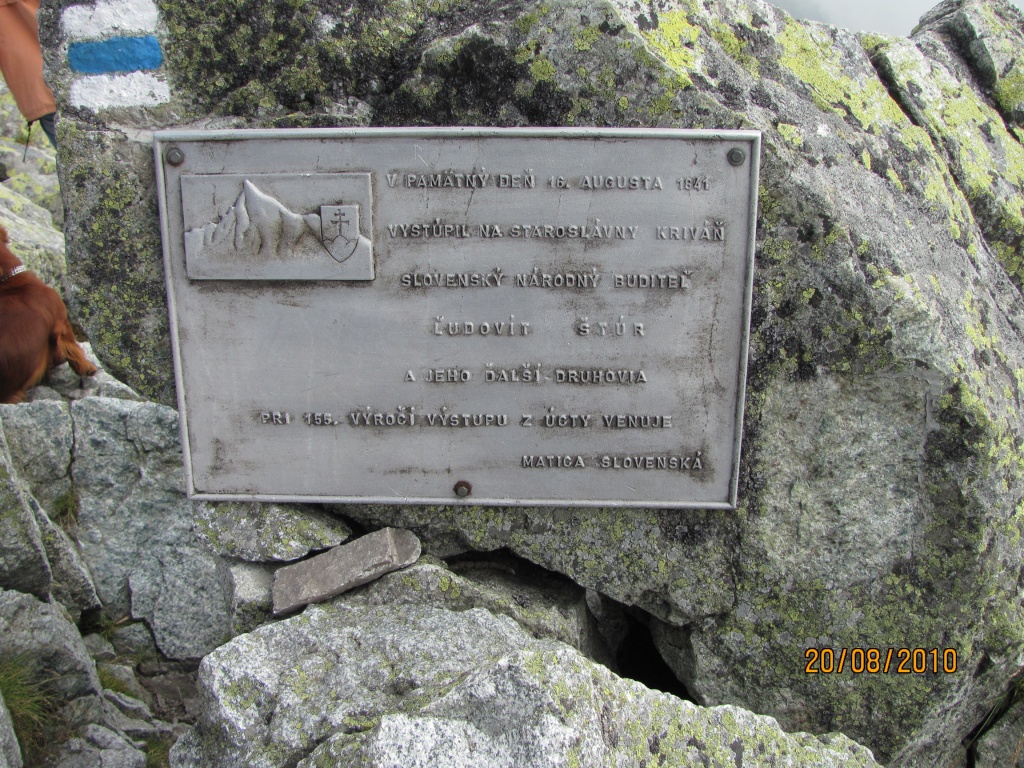 V PAMÄTNÝ DEŇ 16. AUGUSTA 1841
VYSTÚPIL NA STAROSLÁVNY KRIVÁŇ
SLOVENSKÝ NÁRODNÝ BUDITEĽ
ĽUDOVÍT ŠTÚR
A JEHO ĎALŠÍ DRUHOVIA
PRI 155. VÝROČÍ VÝSTUPU Z ÚCTY VENUJE
MATICA SLOVENSKÁ
20/08/2010